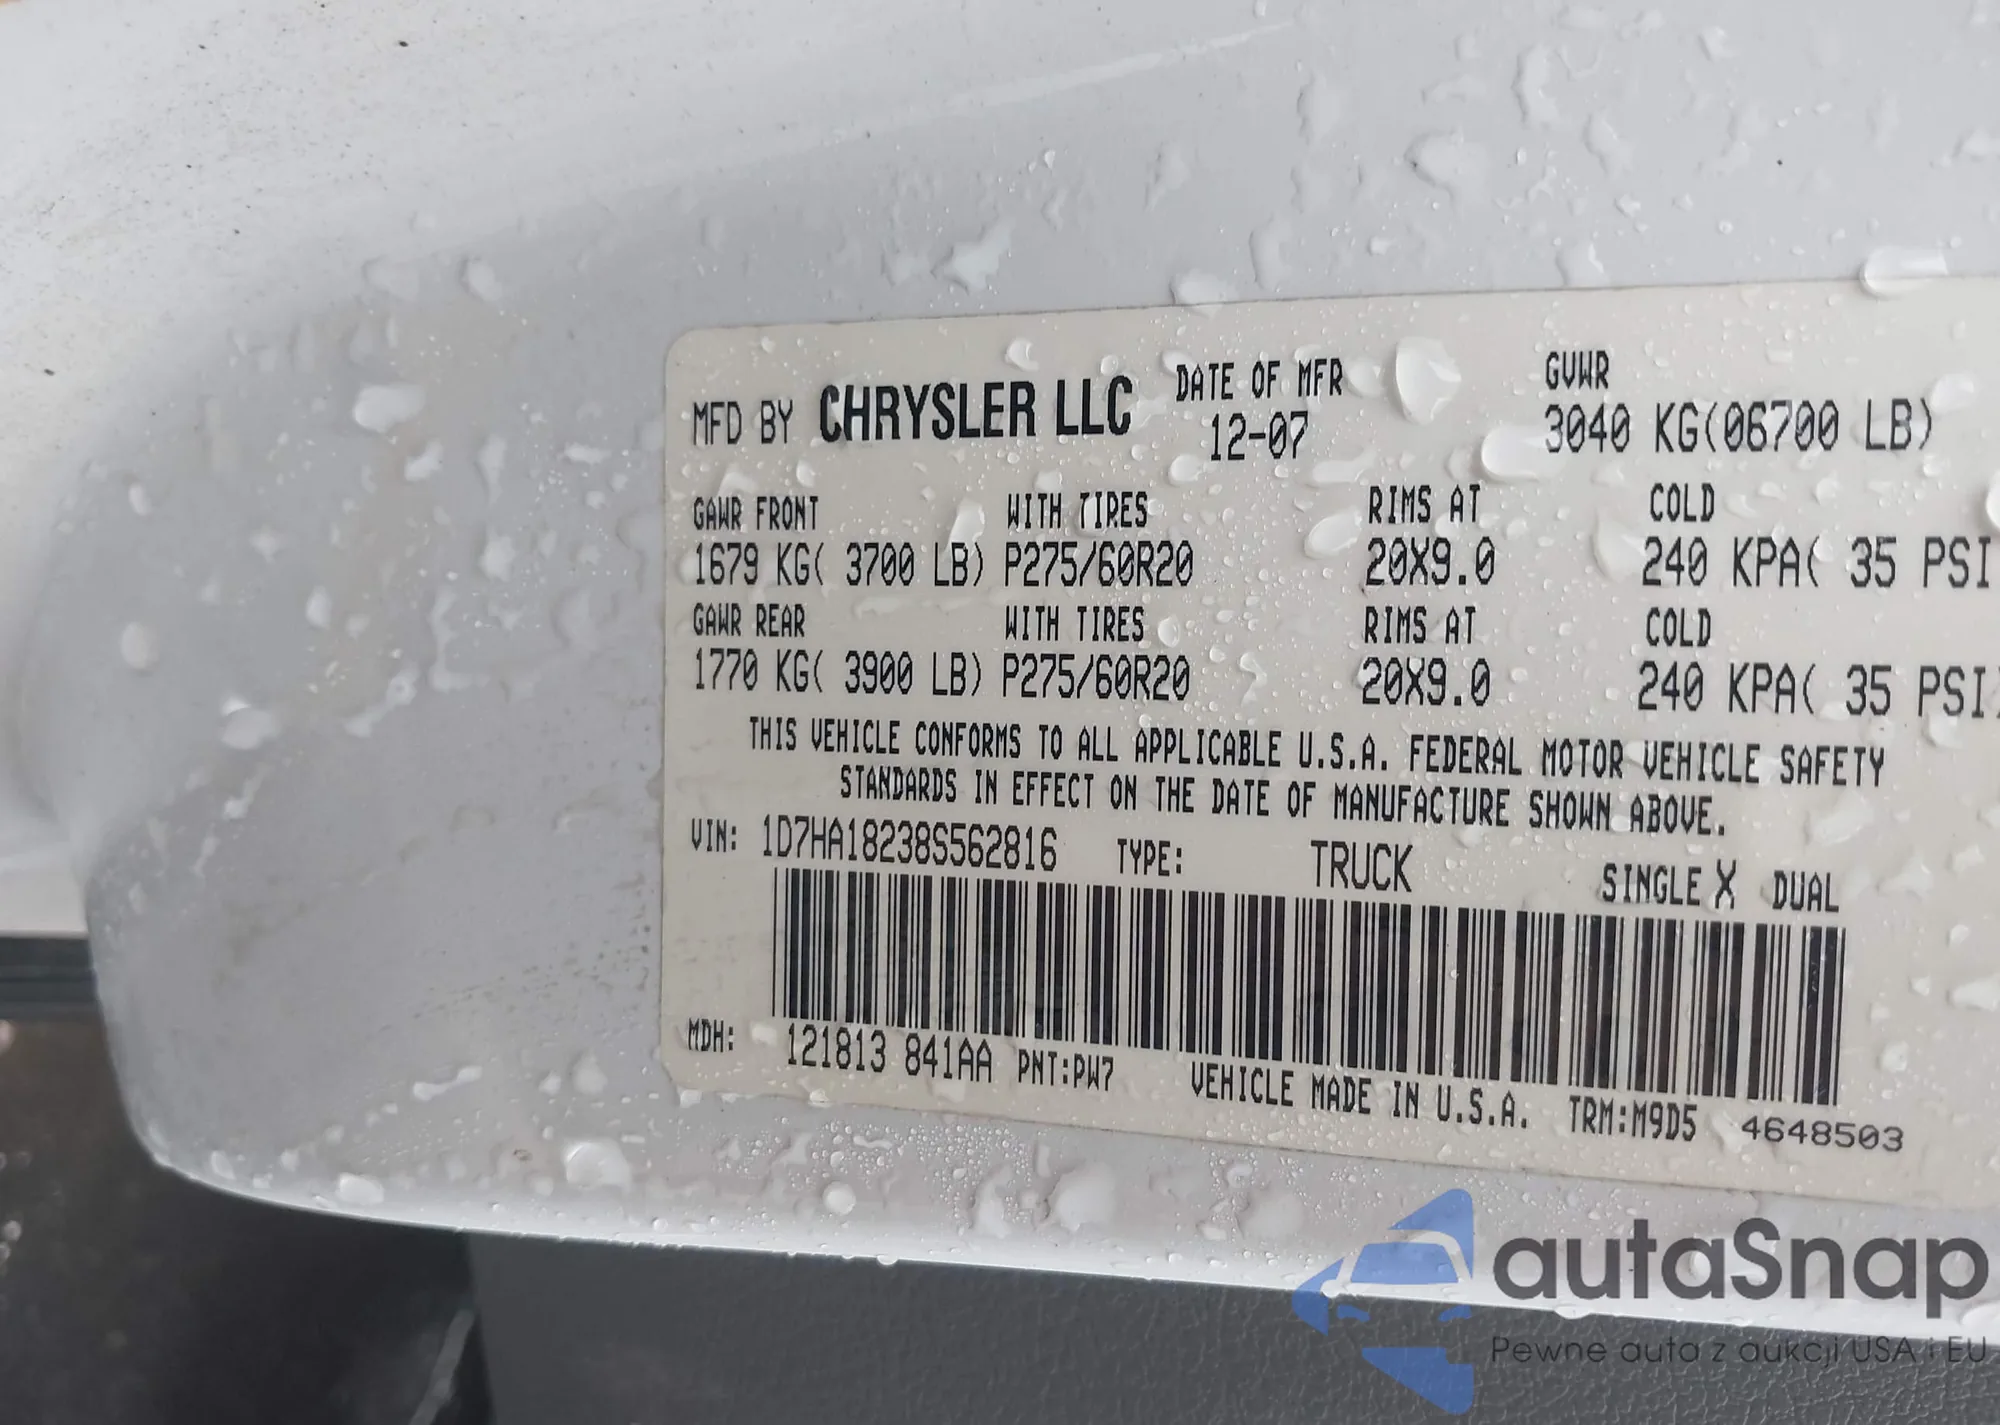 MFD BY CHRYSLER LLC DATE OF MFR 12-07 GVWR 3040 KG(06700 LB)
GAWR FRONT WITH TIRES RIMS AT COLD
1679 KG( 3700 LB) P275/60R20 20X9.0 240 KPA( 35 PSI
GAWR REAR WITH TIRES RIMS AT COLD
1770 KG( 3900 LB) P275/60R20 20X9.0 240 KPA( 35 PSI)
THIS VEHICLE CONFORMS TO ALL APPLICABLE U.S.A. FEDERAL MOTOR VEHICLE SAFETY
STANDARDS IN EFFECT ON THE DATE OF MANUFACTURE SHOWN ABOVE.
VIN: 1D7HA18238S562816 TYPE: TRUCK SINGLE X DUAL
MDH: 121813 841AA PNT:PW7 VEHICLE MADE IN U.S.A. TRM:M9D5 4648503
autaSnap
Pewne auta z aukcji USA i EU